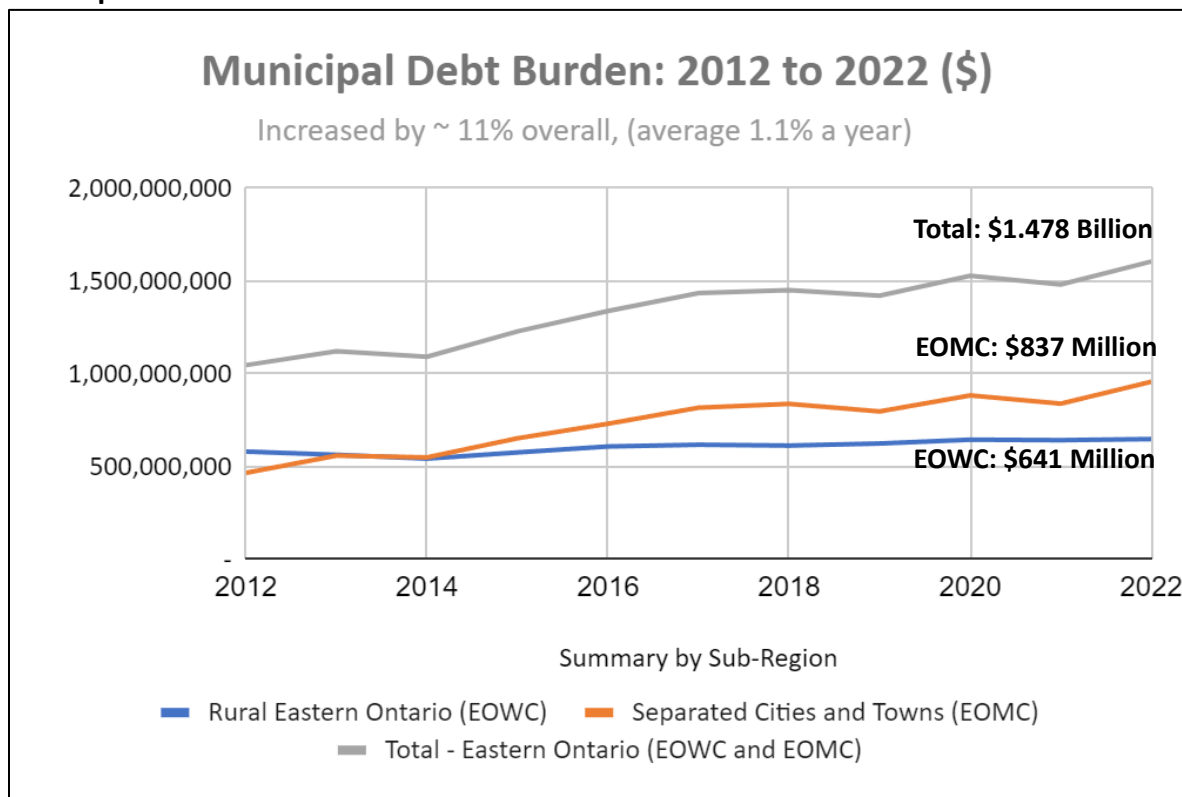 Municipal Debt Burden: 2012 to 2022 ($)
Increased by ~ 11% overall, (average 1.1% a year)
2,000,000,000
Total: $1.478 Billion
1,500,000,000
EOMC: $837 Million
1,000,000,000
500,000,000
EOWC: $641 Million
-
2012 2014 2016 2018 2020 2022
Summary by Sub-Region
Rural Eastern Ontario (EOWC) Separated Cities and Towns (EOMC)
Total - Eastern Ontario (EOWC and EOMC)